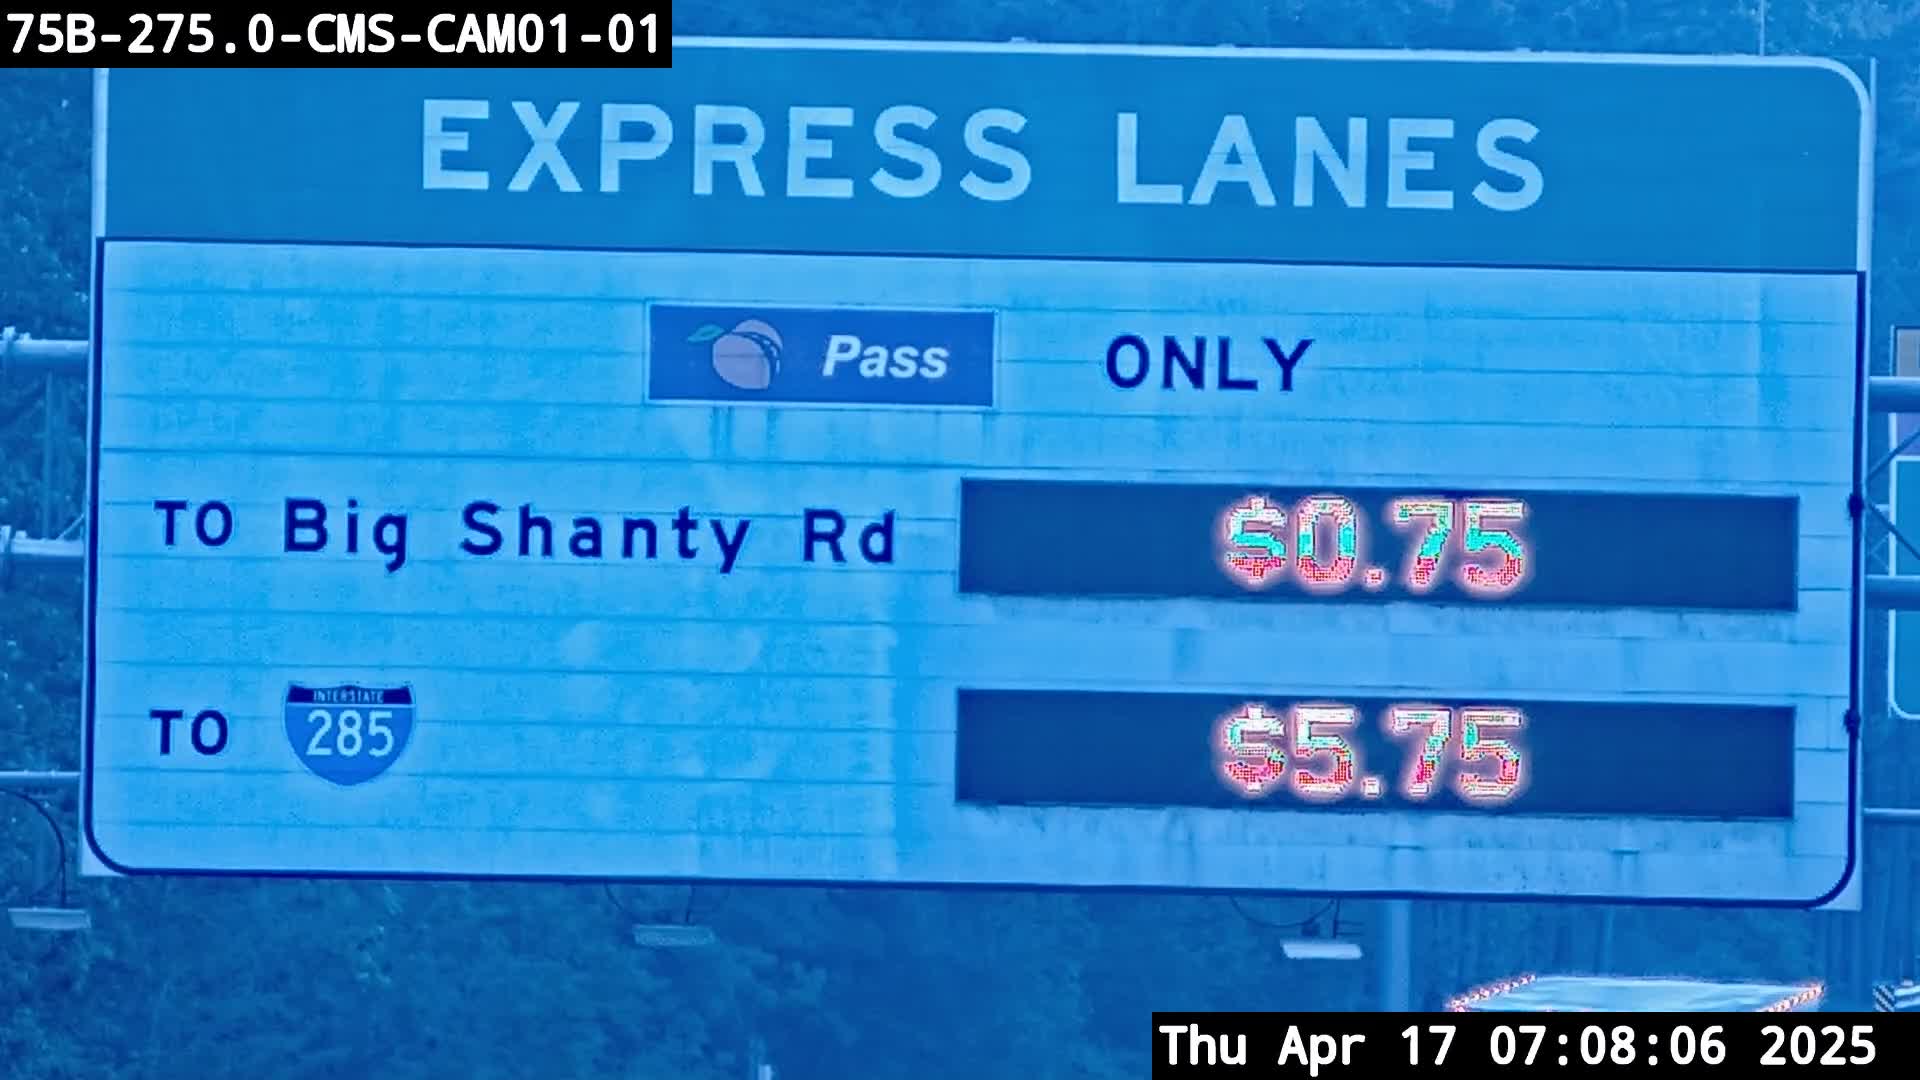 75B-275.0-CMS-CAM01-01
EXPRESS LANES
Pass ONLY
TO Big Shanty Rd $0.75
TO INTERSTATE 285 $5.75
Thu Apr 17 07:08:06 2025